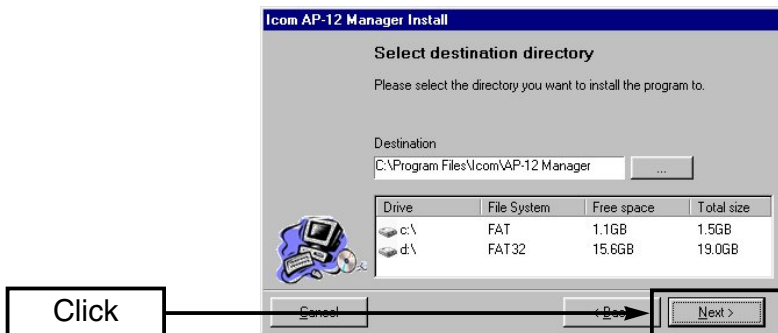 Icom AP-12 Manager Install
Select destination directory
Please select the directory you want to install the program to.
Destination
C:\Program Files\Icom\AP-12 Manager ...
Drive File System Free space Total size
c:\ FAT 1.1GB 1.5GB
d:\ FAT32 15.6GB 19.0GB
Click
Cancel < Back Next >